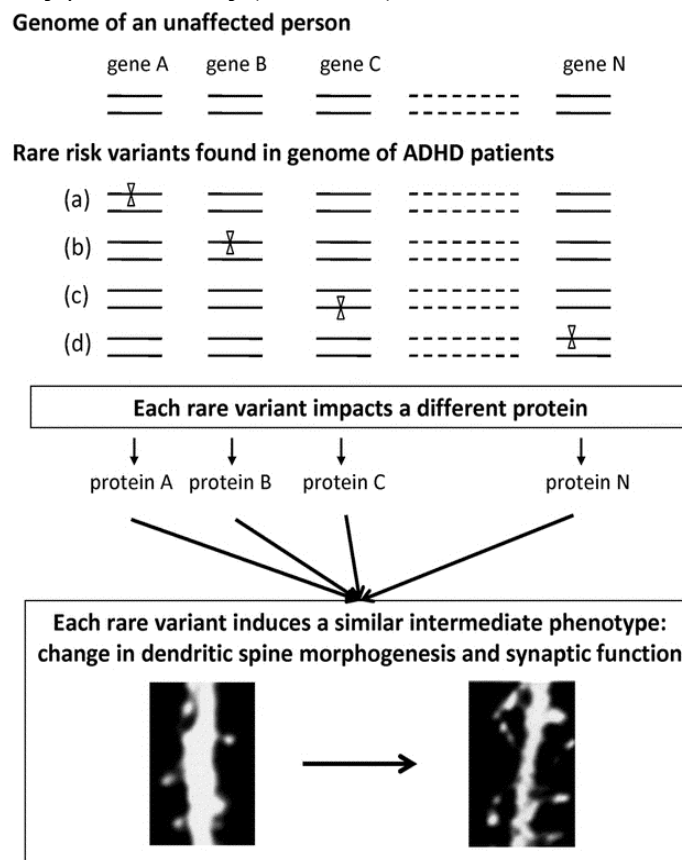 Genome of an unaffected person
gene A gene B gene C gene N
Rare risk variants found in genome of ADHD patients
(a)
(b)
(c)
(d)
Each rare variant impacts a different protein
protein A protein B protein C protein N
Each rare variant induces a similar intermediate phenotype:
change in dendritic spine morphogenesis and synaptic function